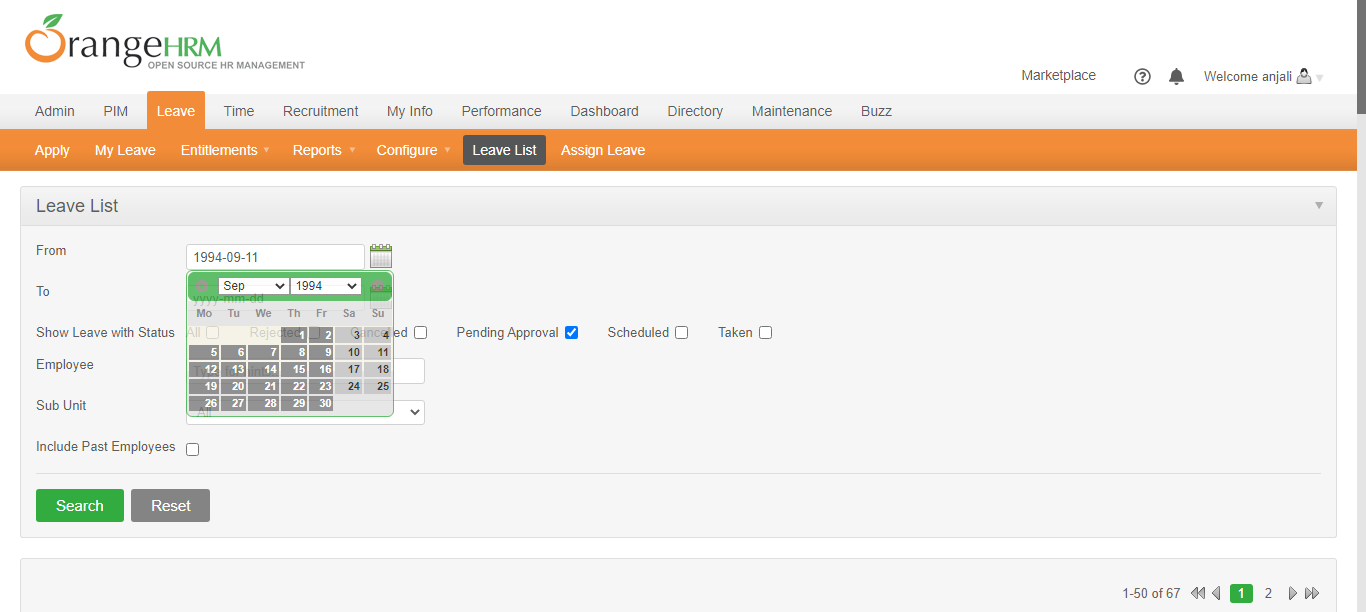 OrangeHRM
OPEN SOURCE HR MANAGEMENT
Marketplace
Welcome anjali
Admin PIM Leave Time Recruitment My Info Performance Dashboard Directory Maintenance Buzz
Apply My Leave Entitlements Reports Configure Leave List Assign Leave
Leave List
From 1994-09-11
Sep 1994
To yyyy-mm-dd
Mo Tu We Th Fr Sa Su
Show Leave with Status All Rejected Cancelled Pending Approval Scheduled Taken
1 2 3 4
5 6 7 8 9 10 11
Employee
12 13 14 15 16 17 18
19 20 21 22 23 24 25
Sub Unit
26 27 28 29 30
All
Include Past Employees
Search Reset
1-50 of 67 1 2